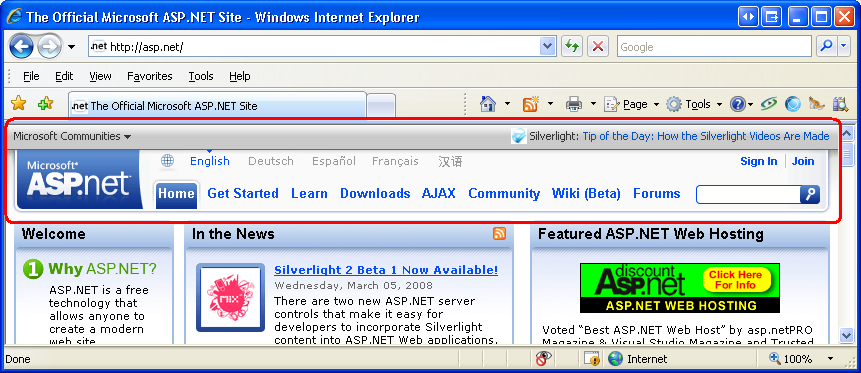 The Official Microsoft ASP.NET Site - Windows Internet Explorer
.net http://asp.net/ Google
File Edit View Favorites Tools Help
.net The Official Microsoft ASP.NET Site Page Tools
Microsoft Communities Silverlight: Tip of the Day: How the Silverlight Videos Are Made
English Deutsch Español Français 汉语 Sign In Join
Microsoft
ASP.net
Home Get Started Learn Downloads AJAX Community Wiki (Beta) Forums
Welcome
1 Why ASP.NET?
ASP.NET is a free
technology that
allows anyone to
create a modern
web site
In the News
MIX
Silverlight 2 Beta 1 Now Available!
Wednesday, March 05, 2008
There are two new ASP.NET server
controls that make it easy for
developers to incorporate Silverlight
content into ASP.NET Web applications.
Featured ASP.NET Web Hosting
discount
Asp.net
Click Here
For Info
ASP.NET WEB HOSTING
Voted “Best ASP.NET Web Host” by asp.netPRO
Magazine & Visual Studio Magazine and Trusted
Done Internet 100%